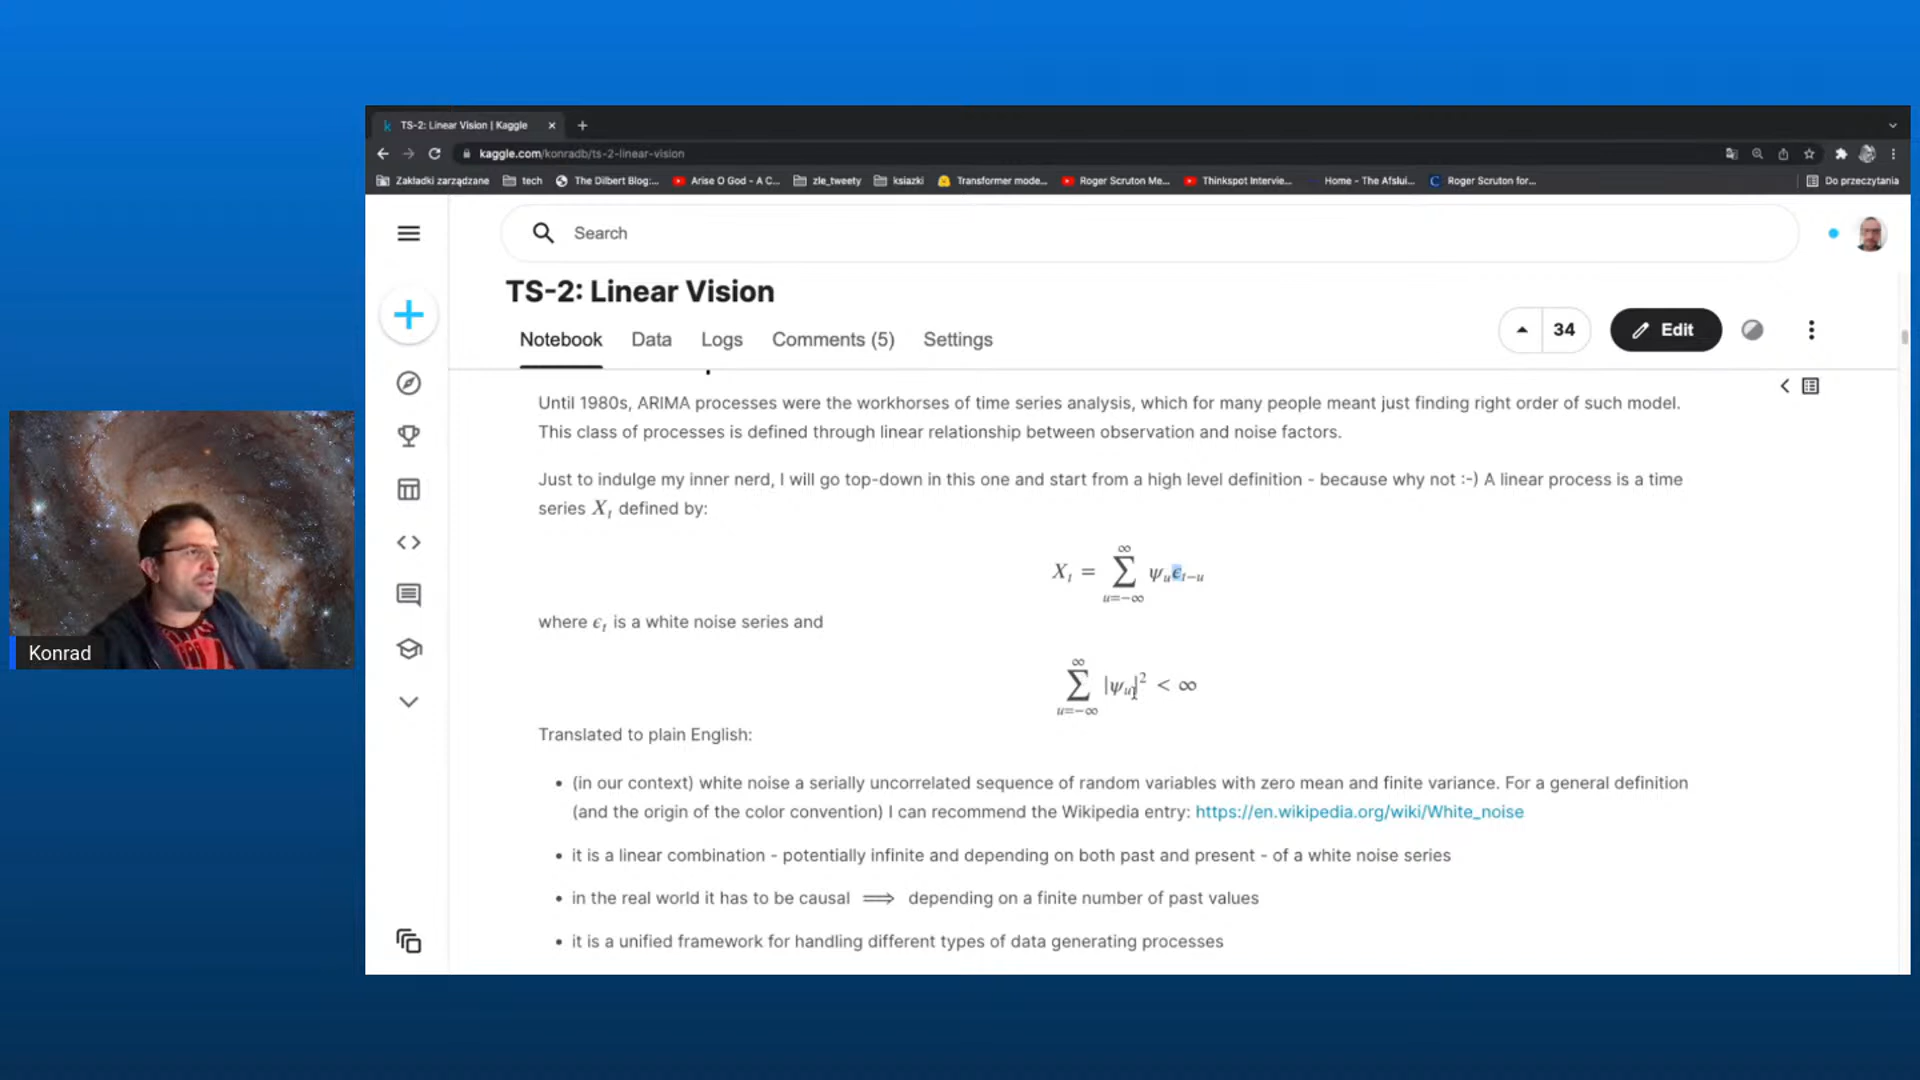 TS-2: Linear Vision | Kaggle
kaggle.com/konradb/ts-2-linear-vision
Zakładki zarządzane tech The Dilbert Blog:... Arise O God - A C... zle_tweety ksiazki Transformer mode... Roger Scruton Me... Thinkspot Intervie... Home - The Afslui... Roger Scruton for... Do przeczytania
Search
TS-2: Linear Vision
Notebook Data Logs Comments (5) Settings
34 Edit
Until 1980s, ARIMA processes were the workhorses of time series analysis, which for many people meant just finding right order of such model.
This class of processes is defined through linear relationship between observation and noise factors.
Just to indulge my inner nerd, I will go top-down in this one and start from a high level definition - because why not :-) A linear process is a time
series X_t defined by:
X_t = ∑_{u=-∞}^{∞} ψ_u ϵ_{t-u}
where ϵ_t is a white noise series and
∑_{u=-∞}^{∞} |ψ_u|^2 < ∞
Translated to plain English:
• (in our context) white noise a serially uncorrelated sequence of random variables with zero mean and finite variance. For a general definition
(and the origin of the color convention) I can recommend the Wikipedia entry: https://en.wikipedia.org/wiki/White_noise
• it is a linear combination - potentially infinite and depending on both past and present - of a white noise series
• in the real world it has to be causal ⟹ depending on a finite number of past values
• it is a unified framework for handling different types of data generating processes
Konrad